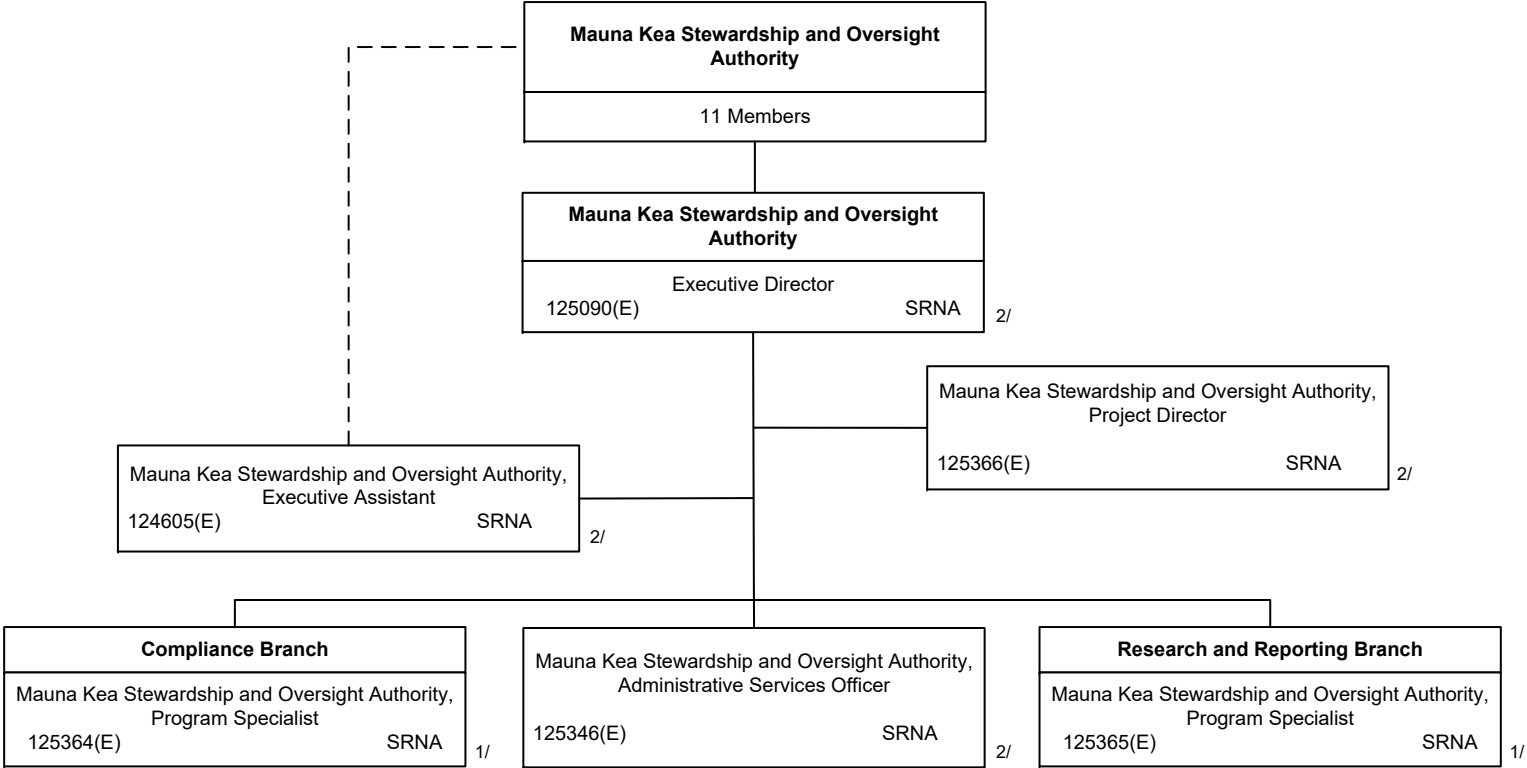 Mauna Kea Stewardship and Oversight
Authority
11 Members
Mauna Kea Stewardship and Oversight
Authority
Executive Director
125090(E) SRNA 2/
Mauna Kea Stewardship and Oversight Authority,
Project Director
125366(E) SRNA 2/
Mauna Kea Stewardship and Oversight Authority,
Executive Assistant
124605(E) SRNA 2/
Compliance Branch
Mauna Kea Stewardship and Oversight Authority,
Program Specialist
125364(E) SRNA 1/
Mauna Kea Stewardship and Oversight Authority,
Administrative Services Officer
125346(E) SRNA 2/
Research and Reporting Branch
Mauna Kea Stewardship and Oversight Authority,
Program Specialist
125365(E) SRNA 1/